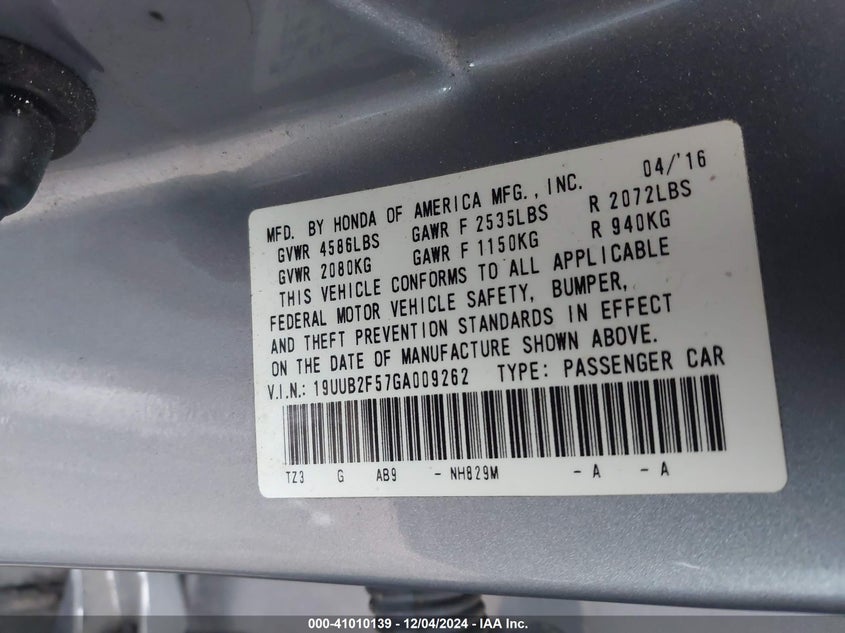 04/'16
MFD. BY HONDA OF AMERICA MFG., INC.
GVWR 4586LBS GAWR F 2535LBS R 2072LBS
GVWR 2080KG GAWR F 1150KG R 940KG
THIS VEHICLE CONFORMS TO ALL APPLICABLE
FEDERAL MOTOR VEHICLE SAFETY, BUMPER,
AND THEFT PREVENTION STANDARDS IN EFFECT
ON THE DATE OF MANUFACTURE SHOWN ABOVE.
V.I.N.: 19UUB2F57GA009262 TYPE: PASSENGER CAR
TZ3 G AB9 - NH829M - A - A
000-41010139 - 12/04/2024 - IAA Inc.